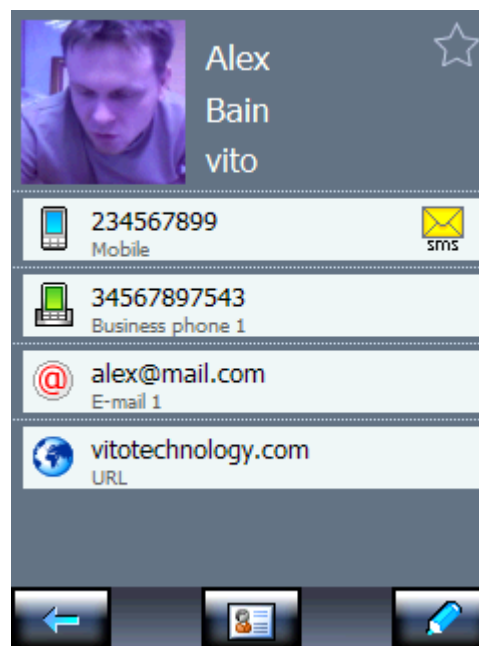 Alex
Bain
vito
234567899
Mobile
sms
34567897543
Business phone 1
alex@mail.com
E-mail 1
vitotechnology.com
URL